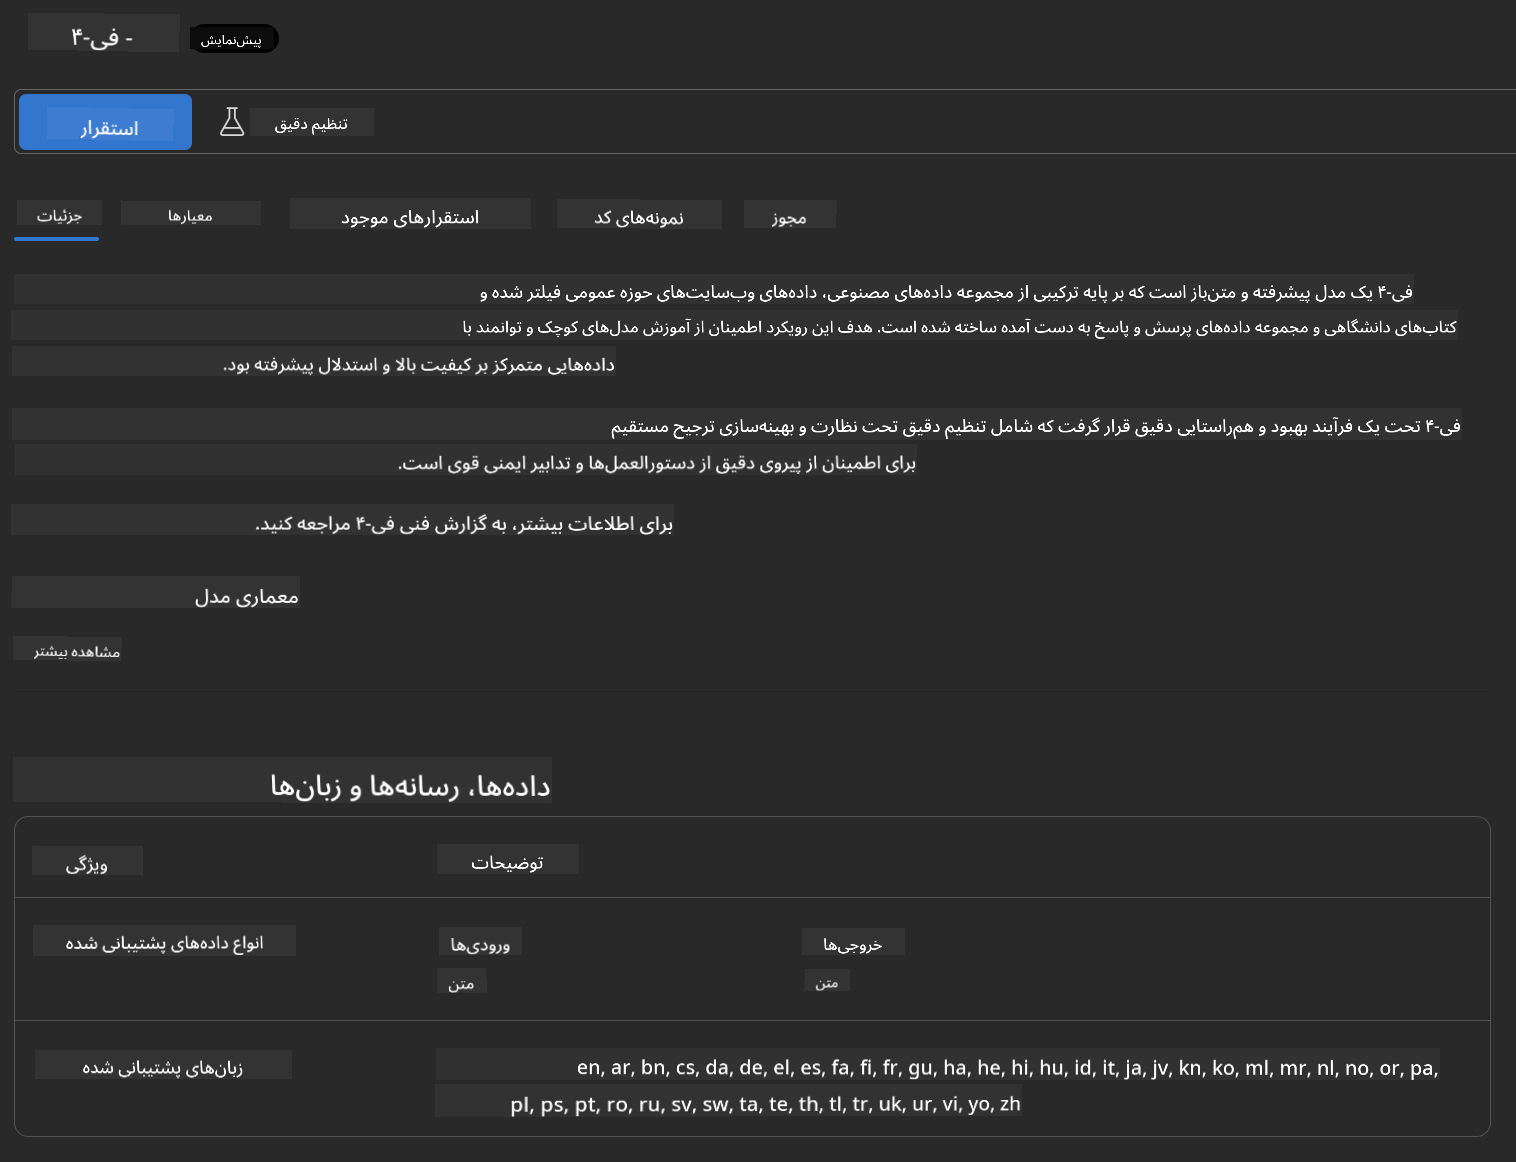 فی-۴ -
پیش‌نمایش
استقرار
تنظیم دقیق
جزئیات
معیارها
استقرارهای موجود
نمونه‌های کد
مجوز
فی-۴ یک مدل پیشرفته و متن‌باز است که بر پایه ترکیبی از مجموعه داده‌های مصنوعی، داده‌های وب‌سایت‌های حوزه عمومی فیلتر شده و
کتاب‌های دانشگاهی و مجموعه داده‌های پرسش و پاسخ به دست آمده ساخته شده است. هدف این رویکرد اطمینان از آموزش مدل‌های کوچک و توانمند با
داده‌هایی متمرکز بر کیفیت بالا و استدلال پیشرفته بود.
فی-۴ تحت یک فرآیند بهبود و هم‌راستایی دقیق قرار گرفت که شامل تنظیم دقیق تحت نظارت و بهینه‌سازی ترجیح مستقیم
برای اطمینان از پیروی دقیق از دستورالعمل‌ها و تدابیر ایمنی قوی است.
برای اطلاعات بیشتر، به گزارش فنی فی-۴ مراجعه کنید.
معماری مدل
مشاهده بیشتر
داده‌ها، رسانه‌ها و زبان‌ها
ویژگی
توضیحات
انواع داده‌های پشتیبانی شده
ورودی‌ها
خروجی‌ها
متن
متن
زبان‌های پشتیبانی شده
en, ar, bn, cs, da, de, el, es, fa, fi, fr, gu, ha, he, hi, hu, id, it, ja, jv, kn, ko, ml, mr, nl, no, or, pa,
pl, ps, pt, ro, ru, sv, sw, ta, te, th, tl, tr, uk, ur, vi, yo, zh